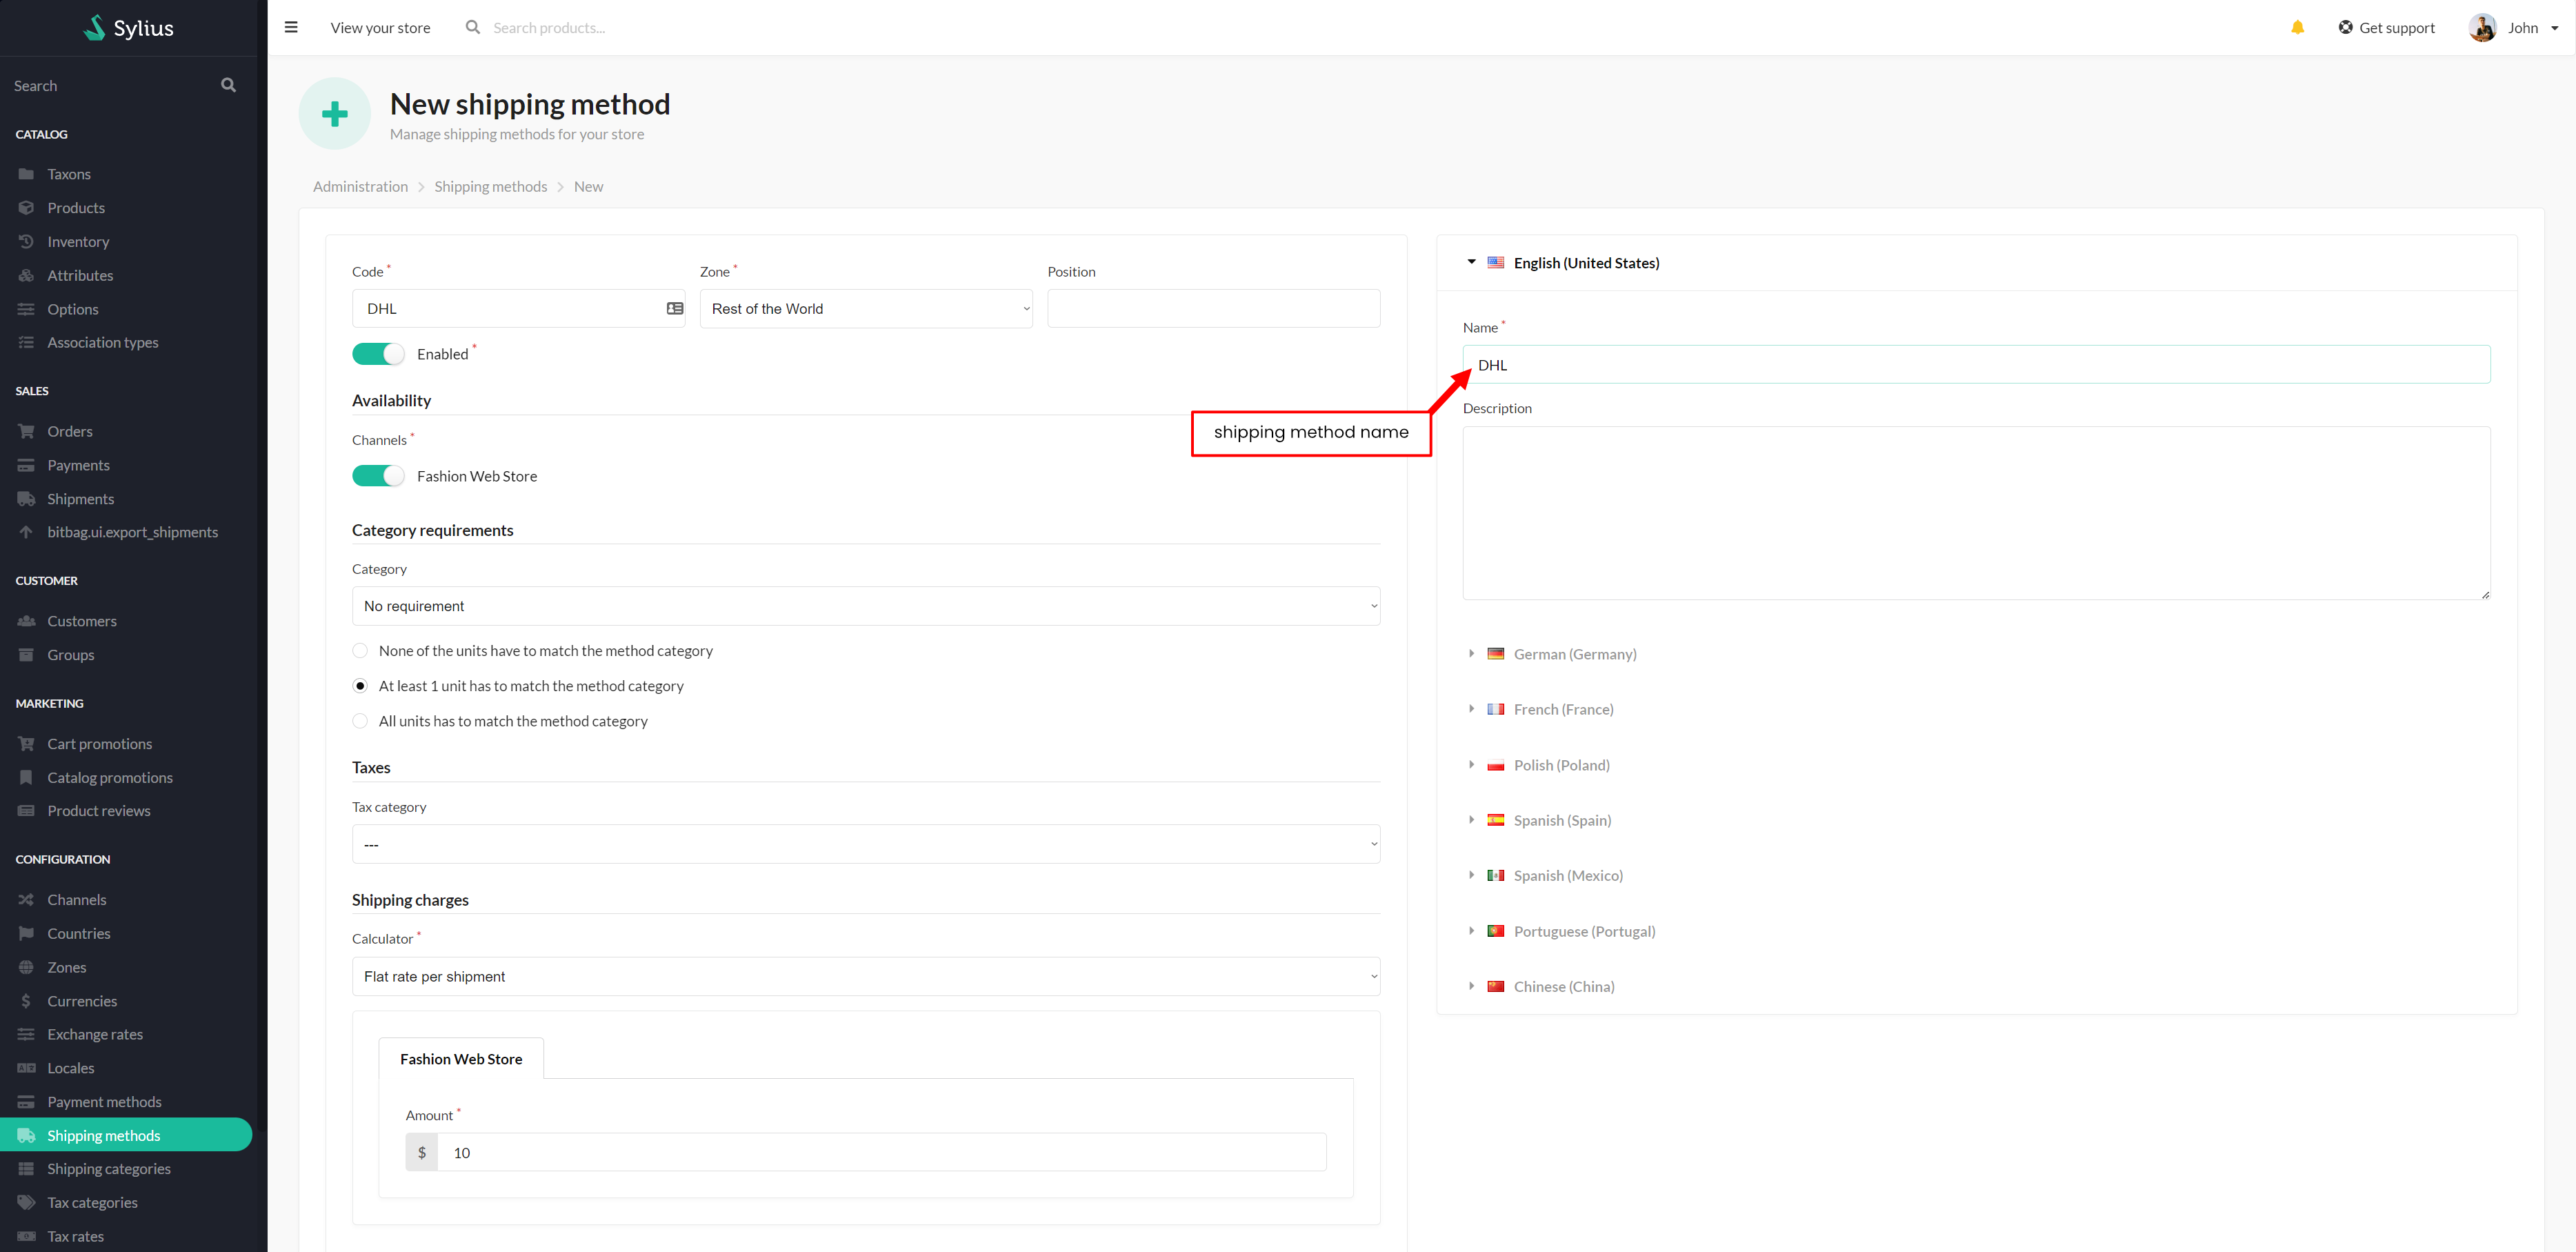 Sylius
Search
CATALOG
Taxons
Products
Inventory
Attributes
Options
Association types
SALES
Orders
Payments
Shipments
bitbag.ui.export_shipments
CUSTOMER
Customers
Groups
MARKETING
Cart promotions
Catalog promotions
Product reviews
CONFIGURATION
Channels
Countries
Zones
Currencies
Exchange rates
Locales
Payment methods
Shipping methods
Shipping categories
Tax categories
Tax rates
View your store
Search products...
Get support
John
New shipping method
Manage shipping methods for your store
Administration > Shipping methods > New
Code *
DHL
Zone *
Rest of the World
Position
Enabled *
Availability
Channels *
Fashion Web Store
Category requirements
Category
No requirement
None of the units have to match the method category
At least 1 unit has to match the method category
All units has to match the method category
Taxes
Tax category
---
Shipping charges
Calculator *
Flat rate per shipment
Fashion Web Store
Amount *
$ 10
English (United States)
Name *
DHL
shipping method name
Description
German (Germany)
French (France)
Polish (Poland)
Spanish (Spain)
Spanish (Mexico)
Portuguese (Portugal)
Chinese (China)